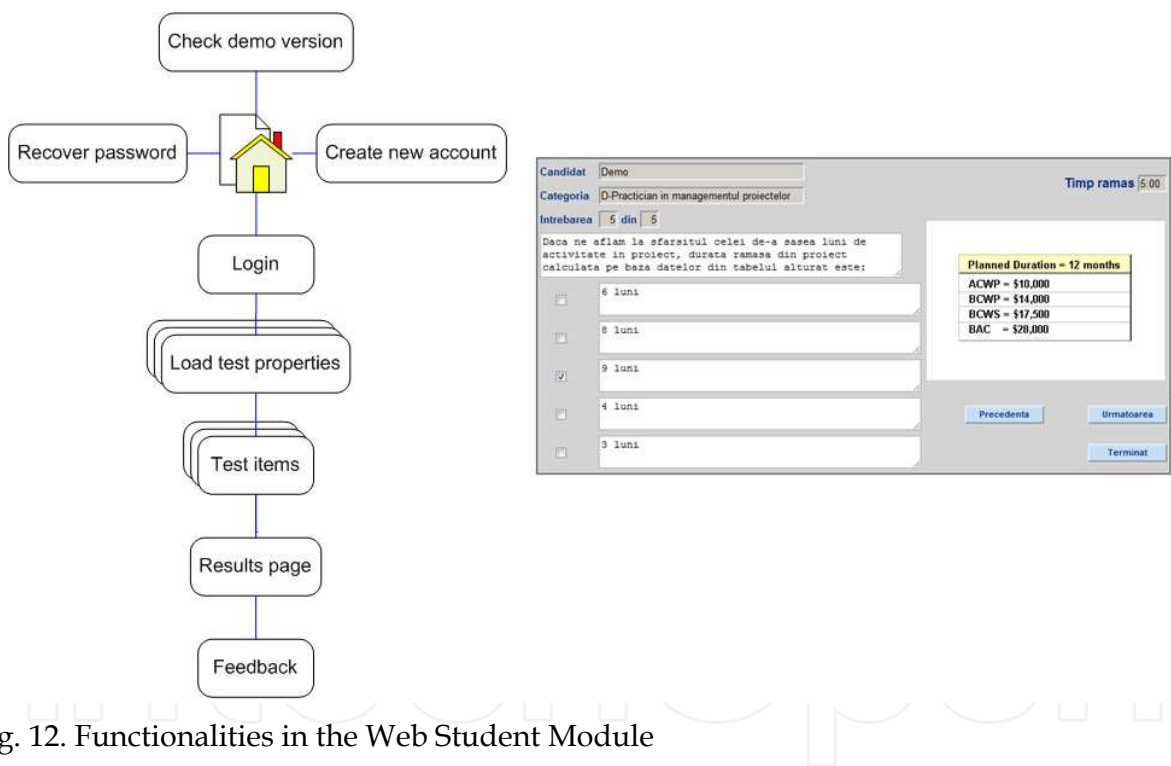 Check demo version
Recover password
Create new account
Login
Load test properties
Test items
Results page
Feedback
Candidat Demo
Timp ramas 5:00
Categoria D-Practician in managementul proiectelor
Intrebarea 5 din 5
Daca ne aflam la sfarsitul celei de-a sasea luni de
activitate in proiect, durata ramasa din proiect
calculata pe baza datelor din tabelul alturat este:
6 luni
8 luni
9 luni
4 luni
3 luni
Planned Duration = 12 months
ACWP = $10,000
BCWP = $14,000
BCWS = $17,500
BAC = $28,000
Precedenta
Urmatoarea
Terminat
g. 12. Functionalities in the Web Student Module